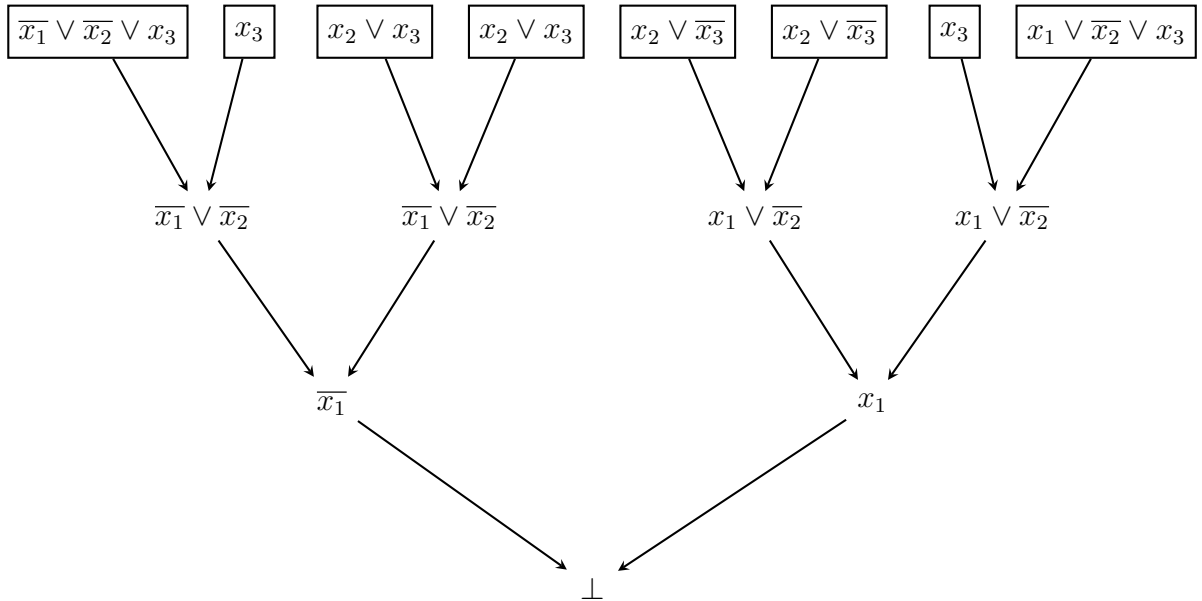 x̅₁ ∨ x̅₂ ∨ x₃ x₃ x₂ ∨ x₃ x₂ ∨ x₃ x₂ ∨ x̅₃ x₂ ∨ x̅₃ x₃ x₁ ∨ x̅₂ ∨ x₃
x̅₁ ∨ x̅₂ x̅₁ ∨ x̅₂ x₁ ∨ x̅₂ x₁ ∨ x̅₂
x̅₁ x₁
⊥